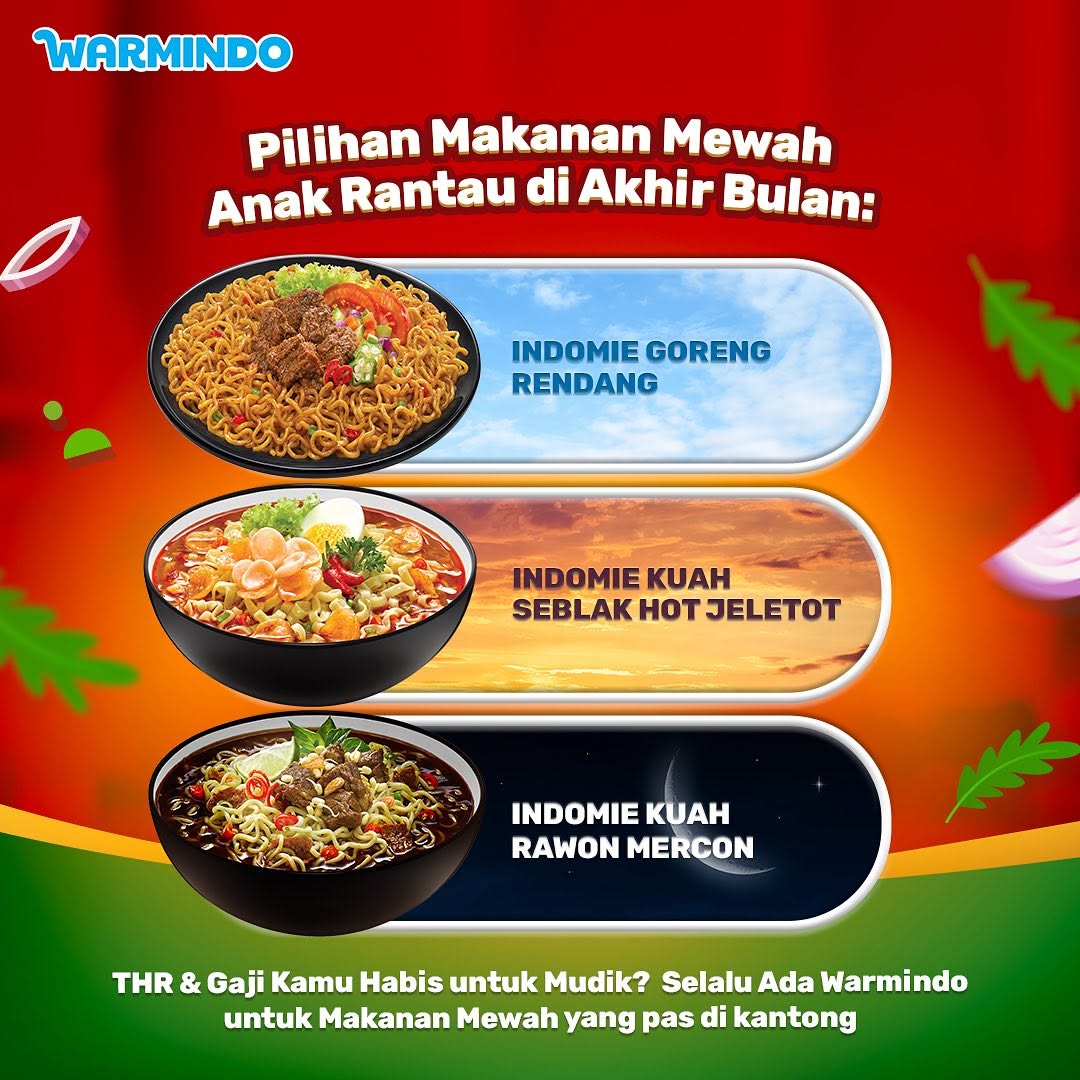 WARMINDO
Pilihan Makanan Mewah
Anak Rantau di Akhir Bulan:
INDOMIE GORENG
RENDANG
INDOMIE KUAH
SEBLAK HOT JELETOT
INDOMIE KUAH
RAWON MERCON
THR & Gaji Kamu Habis untuk Mudik? Selalu Ada Warmindo
untuk Makanan Mewah yang pas di kantong